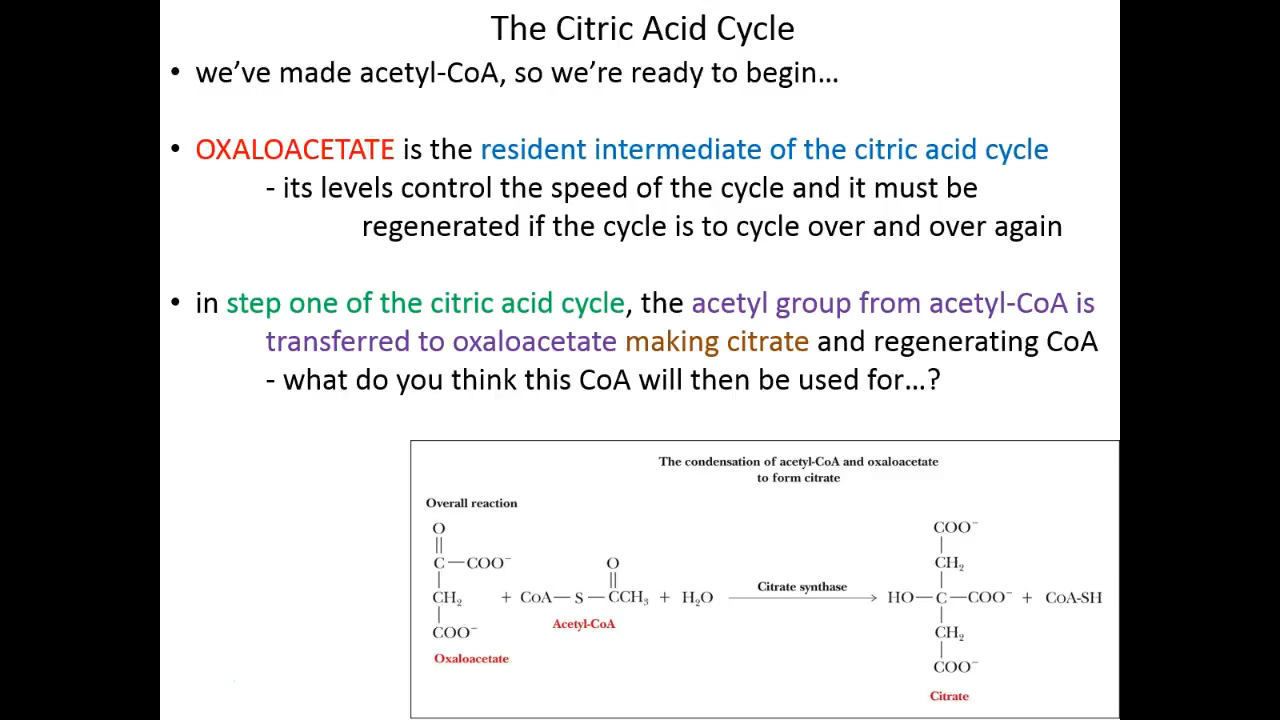 The Citric Acid Cycle
• we've made acetyl-CoA, so we're ready to begin…
• OXALOACETATE is the resident intermediate of the citric acid cycle
- its levels control the speed of the cycle and it must be
regenerated if the cycle is to cycle over and over again
• in step one of the citric acid cycle, the acetyl group from acetyl-CoA is
transferred to oxaloacetate making citrate and regenerating CoA
- what do you think this CoA will then be used for…?
The condensation of acetyl-CoA and oxaloacetate
to form citrate
Overall reaction
O
||
C—COO⁻
|
CH₂
|
COO⁻
Oxaloacetate
+ CoA—S—CCH₃ + H₂O
O
||
Acetyl-CoA
Citrate synthase
COO⁻
|
CH₂
|
HO—C—COO⁻ + CoA-SH
|
CH₂
|
COO⁻
Citrate